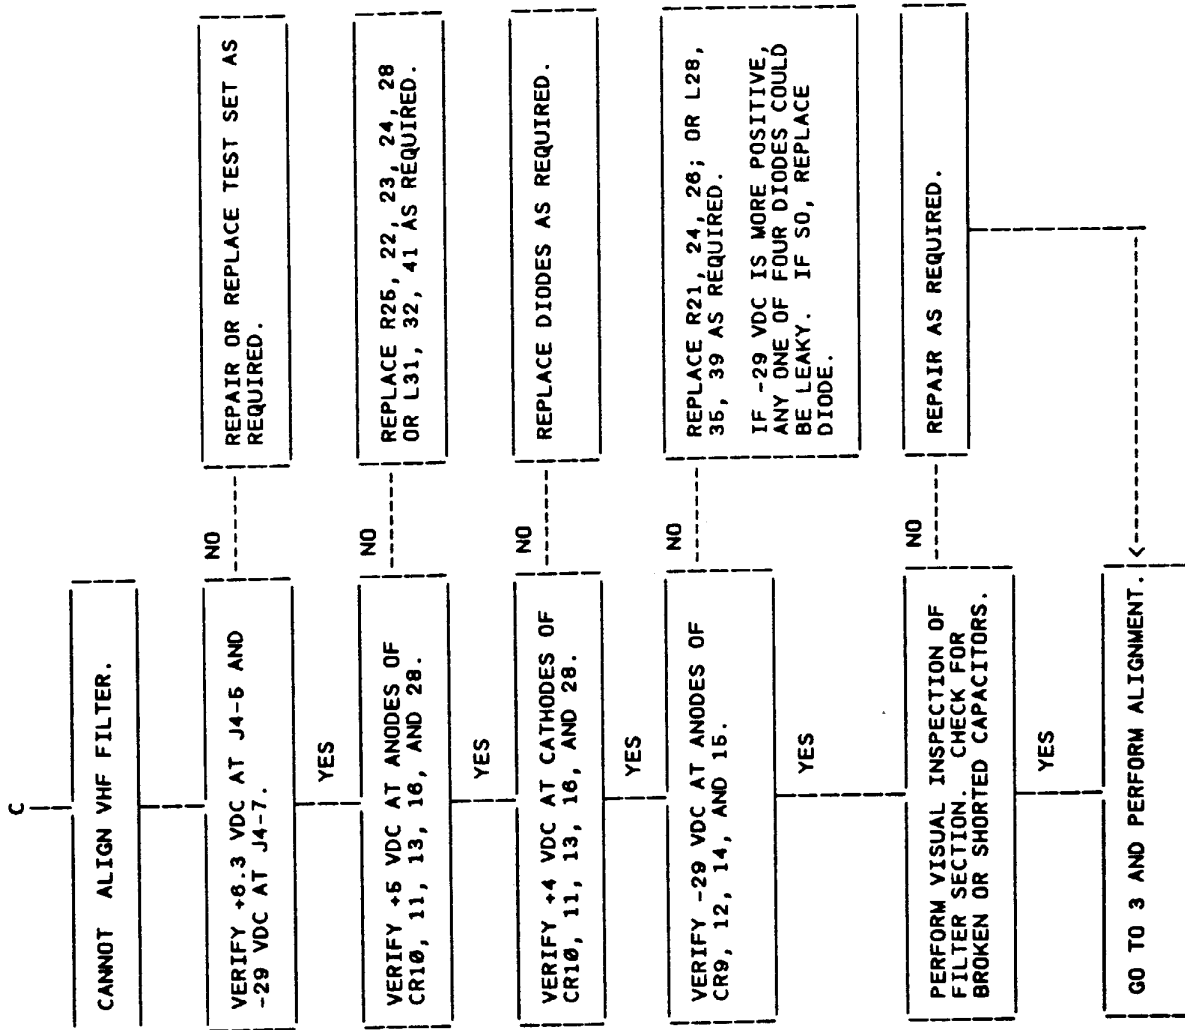 C
CANNOT ALIGN VHF FILTER.
VERIFY +6.3 VDC AT J4-5 AND
-29 VDC AT J4-7.
NO
REPAIR OR REPLACE TEST SET AS
REQUIRED.
YES
VERIFY +5 VDC AT ANODES OF
CR10, 11, 13, 16, AND 28.
NO
REPLACE R25, 22, 23, 24, 28
OR L31, 32, 41 AS REQUIRED.
YES
VERIFY +4 VDC AT CATHODES OF
CR10, 11, 13, 16, AND 28.
NO
REPLACE DIODES AS REQUIRED.
YES
VERIFY -29 VDC AT ANODES OF
CR9, 12, 14, AND 15.
NO
REPLACE R21, 24, 26; OR L28,
35, 39 AS REQUIRED.
IF -29 VDC IS MORE POSITIVE,
ANY ONE OF FOUR DIODES COULD
BE LEAKY. IF SO, REPLACE
DIODE.
YES
PERFORM VISUAL INSPECTION OF
FILTER SECTION. CHECK FOR
BROKEN OR SHORTED CAPACITORS.
NO
REPAIR AS REQUIRED.
YES
GO TO 3 AND PERFORM ALIGNMENT.